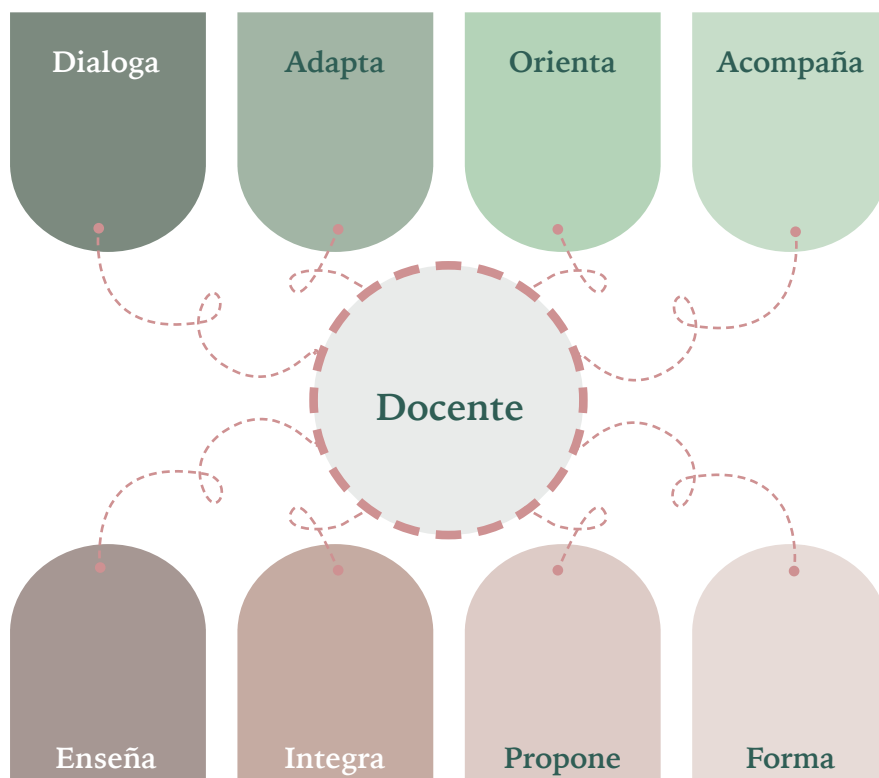 Dialoga
Adapta
Orienta
Acompaña
Docente
Enseña
Integra
Propone
Forma